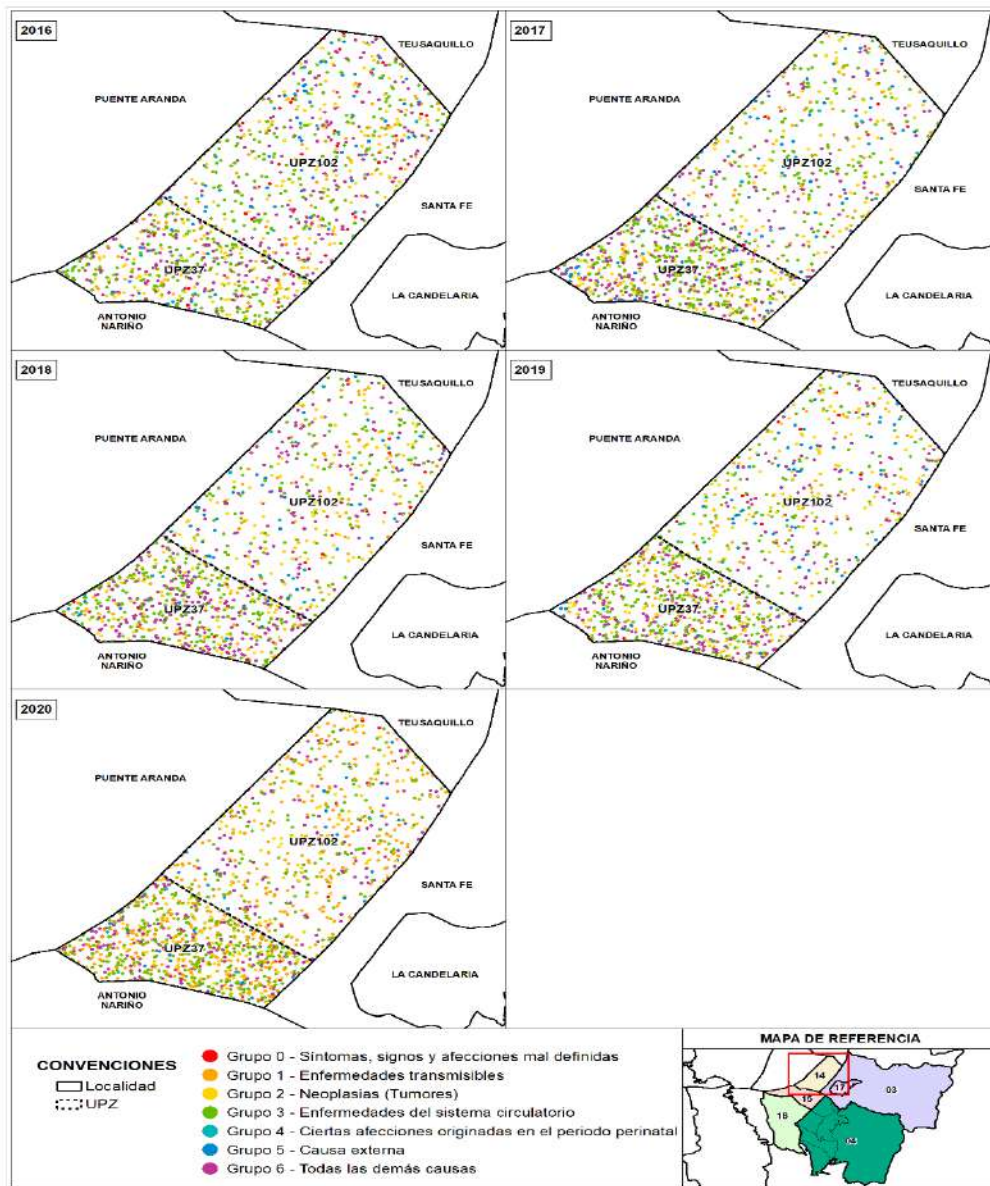 2016
TEUSAQUILLO
PUENTE ARANDA
UPZ102
SANTA FE
UPZ37
LA CANDELARIA
ANTONIO
NARIÑO
2017
TEUSAQUILLO
PUENTE ARANDA
UPZ102
SANTA FE
UPZ37
LA CANDELARIA
ANTONIO
NARIÑO
2018
TEUSAQUILLO
PUENTE ARANDA
UPZ102
SANTA FE
UPZ37
LA CANDELARIA
ANTONIO
NARIÑO
2019
TEUSAQUILLO
PUENTE ARANDA
UPZ102
SANTA FE
UPZ37
LA CANDELARIA
ANTONIO
NARIÑO
2020
TEUSAQUILLO
PUENTE ARANDA
UPZ102
SANTA FE
UPZ37
LA CANDELARIA
ANTONIO
NARIÑO
CONVENCIONES
Localidad
UPZ
Grupo 0 - Síntomas, signos y afecciones mal definidas
Grupo 1 - Enfermedades transmisibles
Grupo 2 - Neoplasias (Tumores)
Grupo 3 - Enfermedades del sistema circulatorio
Grupo 4 - Ciertas afecciones originadas en el periodo perinatal
Grupo 5 - Causa externa
Grupo 6 - Todas las demás causas
MAPA DE REFERENCIA
14
17
03
15
18
04